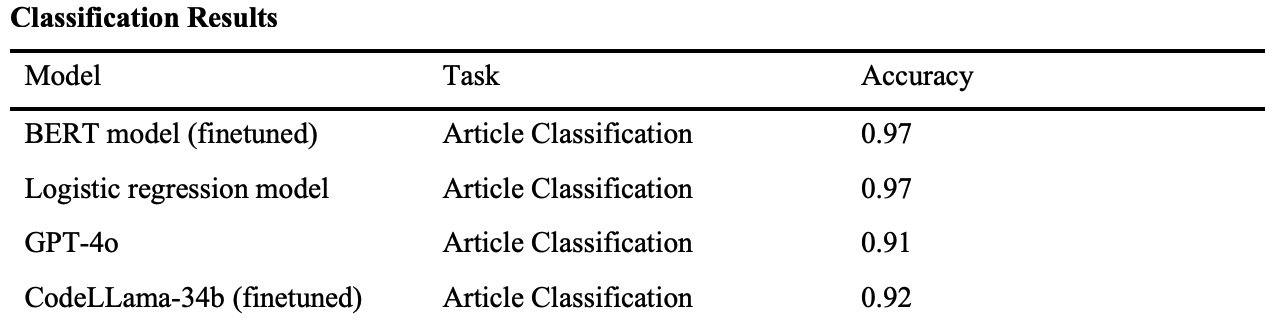 Classification Results
Model Task Accuracy
BERT model (finetuned) Article Classification 0.97
Logistic regression model Article Classification 0.97
GPT-4o Article Classification 0.91
CodeLLama-34b (finetuned) Article Classification 0.92